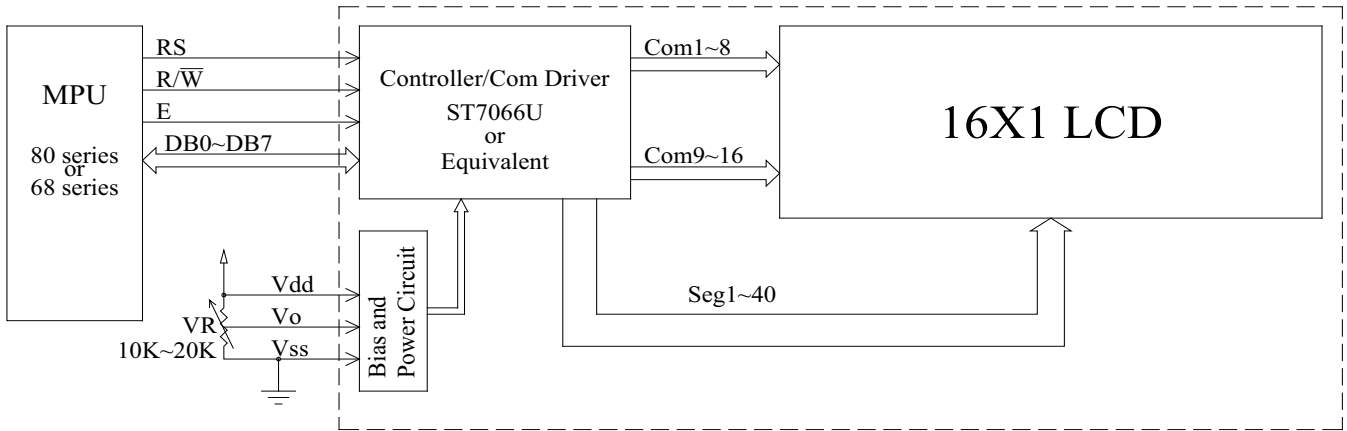 MPU
80 series
or
68 series
RS
R/W̅
E
DB0~DB7
Controller/Com Driver
ST7066U
or
Equivalent
Com1~8
Com9~16
16X1 LCD
Vdd
Vo
Vss
VR
10K~20K
Bias and
Power Circuit
Seg1~40